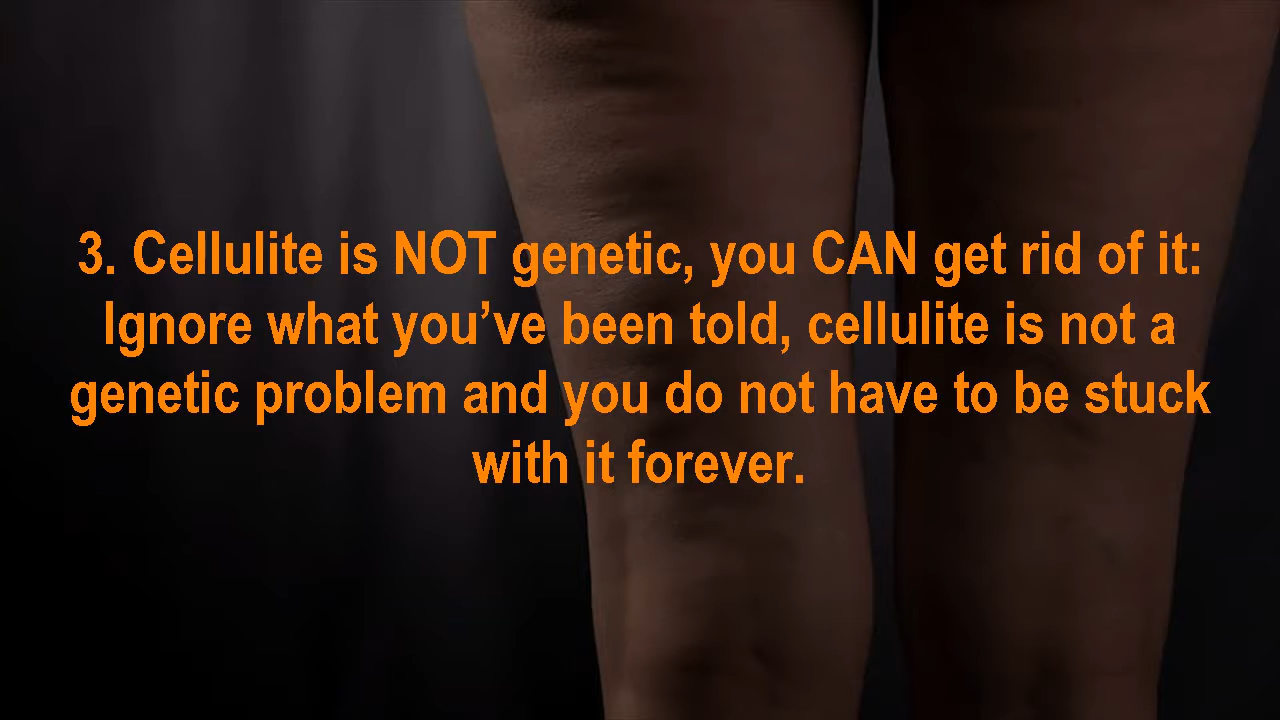 3. Cellulite is NOT genetic, you CAN get rid of it:
Ignore what you’ve been told, cellulite is not a
genetic problem and you do not have to be stuck
with it forever.